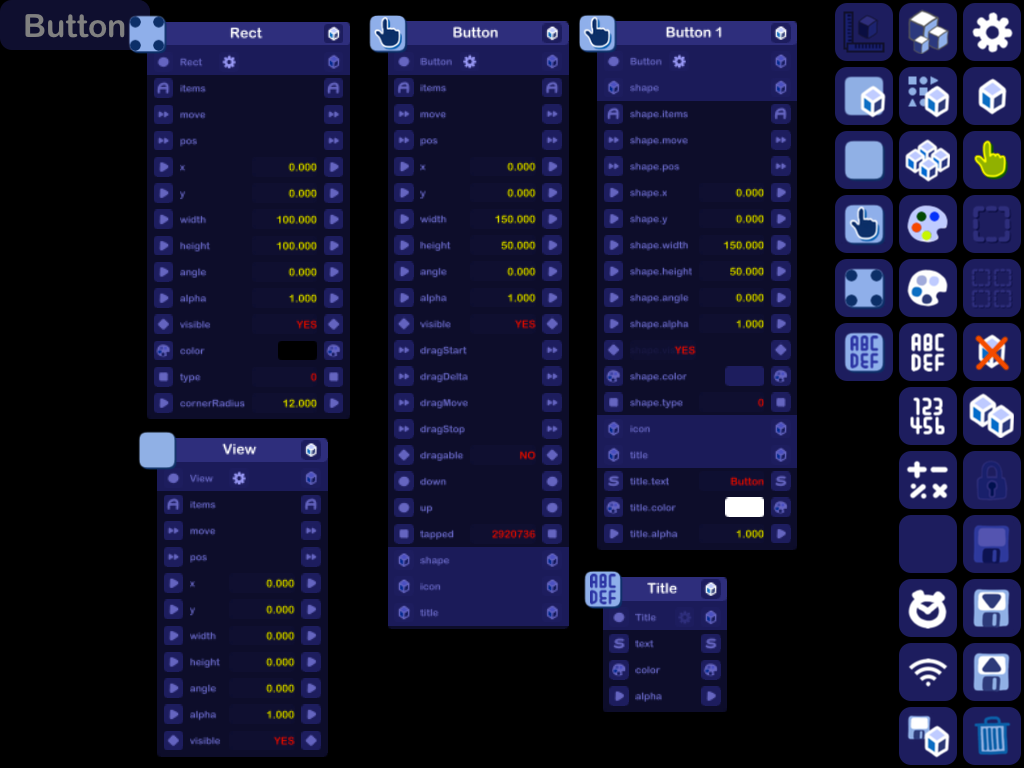 Button
Rect
Rect
items
move
pos
x 0.000
y 0.000
width 100.000
height 100.000
angle 0.000
alpha 1.000
visible YES
color
type 0
cornerRadius 12.000
View
View
items
move
pos
x 0.000
y 0.000
width 0.000
height 0.000
angle 0.000
alpha 1.000
visible YES
Button
Button
items
move
pos
x 0.000
y 0.000
width 150.000
height 50.000
angle 0.000
alpha 1.000
visible YES
dragStart
dragDelta
dragMove
dragStop
dragable NO
down
up
tapped 2920736
shape
icon
title
Button 1
Button
shape
shape.items
shape.move
shape.pos
shape.x 0.000
shape.y 0.000
shape.width 150.000
shape.height 50.000
shape.angle 0.000
shape.alpha 1.000
YES
shape.color
shape.type 0
icon
title
title.text Button
title.color
title.alpha 1.000
ABC
DEF
Title
Title
text
color
alpha
ABC
DEF
ABC
DEF
123
456